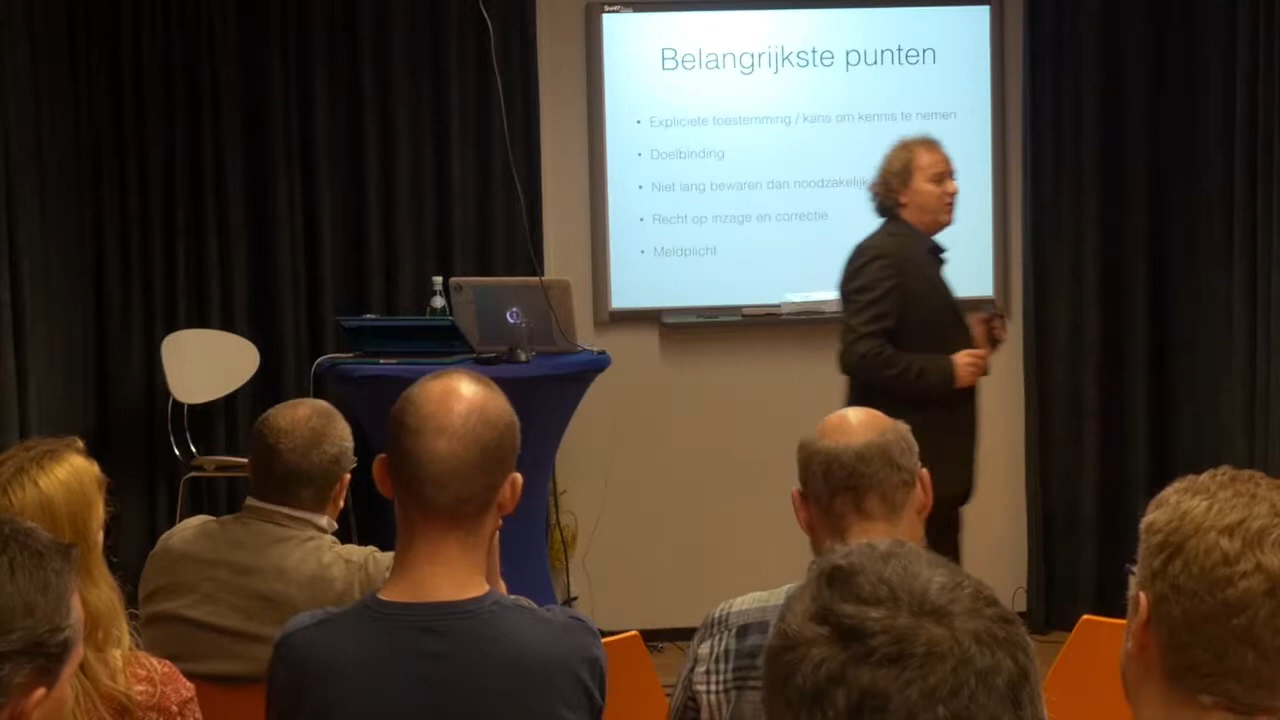 SMART
Belangrijkste punten
• Expliciete toestemming / kans om kennis te nemen
• Doelbinding
• Niet lang bewaren dan noodzakelijk
• Recht op inzage en correctie
• Meldplicht